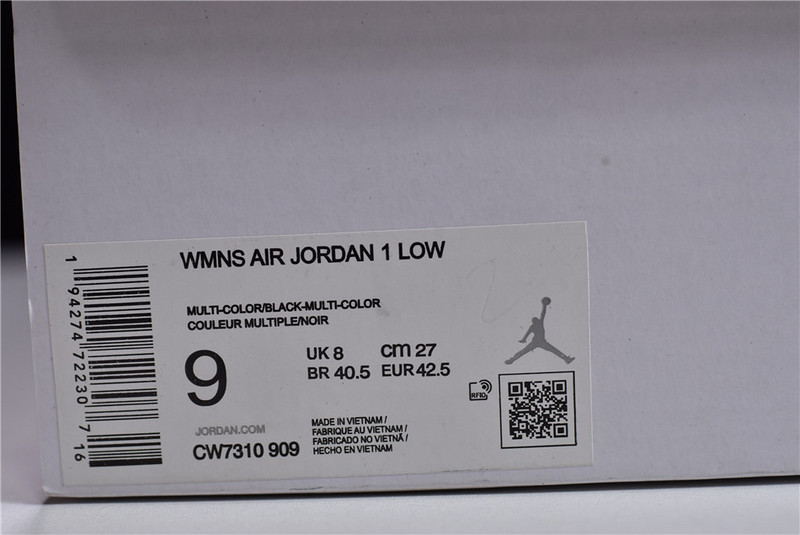 WMNS AIR JORDAN 1 LOW
MULTI-COLOR/BLACK-MULTI-COLOR
COULEUR MULTIPLE/NOIR
9
UK 8 cm 27
BR 40.5 EUR 42.5
RFID
JORDAN.COM
CW7310 909
MADE IN VIETNAM /
FABRIQUE AU VIETNAM /
FABRICADO NO VIETNÃ /
HECHO EN VIETNAM
1 94274 72230 7 16